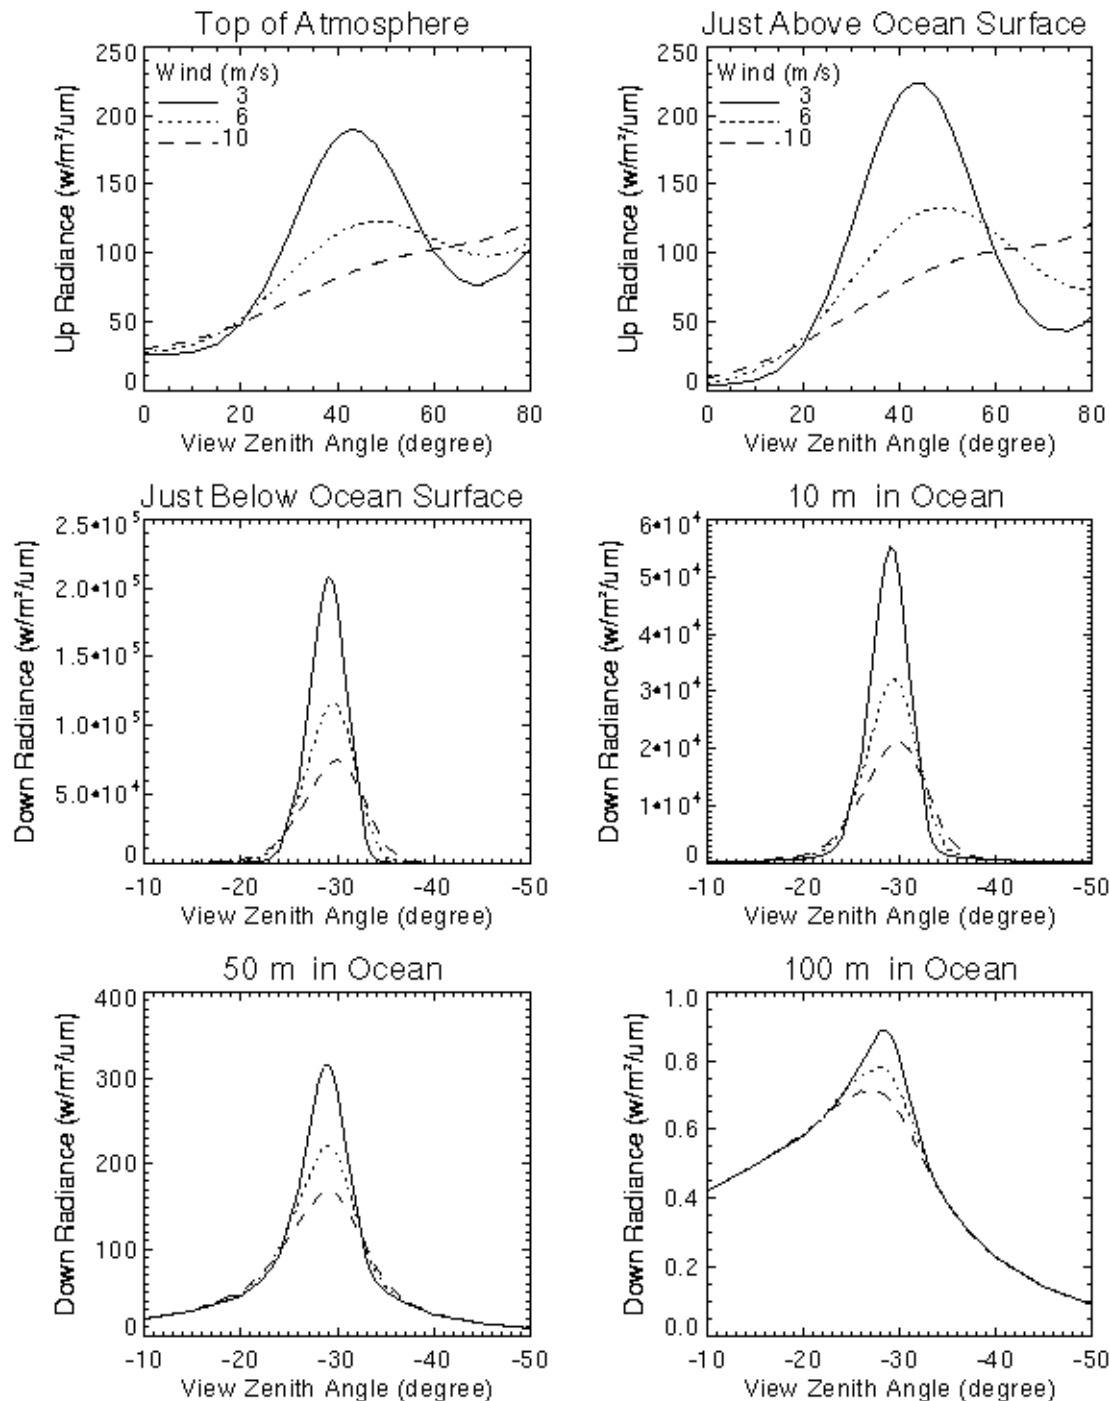 Top of Atmosphere
Up Radiance (w/m²/um)
250
200
150
100
50
0
Wind (m/s)
3
6
10
0 20 40 60 80
View Zenith Angle (degree)
Just Above Ocean Surface
Up Radiance (w/m²/um)
250
200
150
100
50
0
Wind (m/s)
3
6
10
0 20 40 60 80
View Zenith Angle (degree)
Just Below Ocean Surface
Down Radiance (w/m²/um)
2.5•10⁵
2.0•10⁵
1.5•10⁵
1.0•10⁵
5.0•10⁴
0
-10 -20 -30 -40 -50
View Zenith Angle (degree)
10 m in Ocean
Down Radiance (w/m²/um)
6•10⁴
5•10⁴
4•10⁴
3•10⁴
2•10⁴
1•10⁴
0
-10 -20 -30 -40 -50
View Zenith Angle (degree)
50 m in Ocean
Down Radiance (w/m²/um)
400
300
200
100
0
-10 -20 -30 -40 -50
View Zenith Angle (degree)
100 m in Ocean
Down Radiance (w/m²/um)
1.0
0.8
0.6
0.4
0.2
0.0
-10 -20 -30 -40 -50
View Zenith Angle (degree)